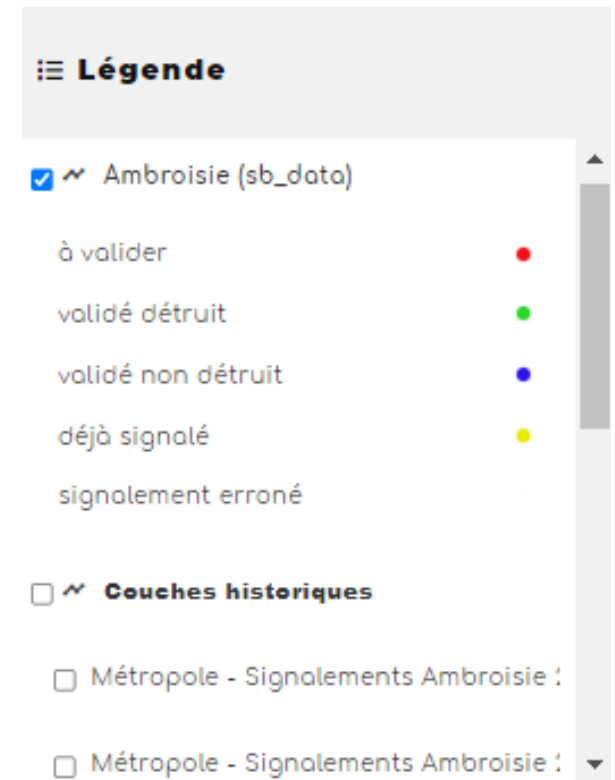 Légende
Ambroisie (sb_data)
à valider
validé détruit
validé non détruit
déjà signalé
signalement erroné
Couches historiques
Métropole - Signalements Ambroisie
Métropole - Signalements Ambroisie